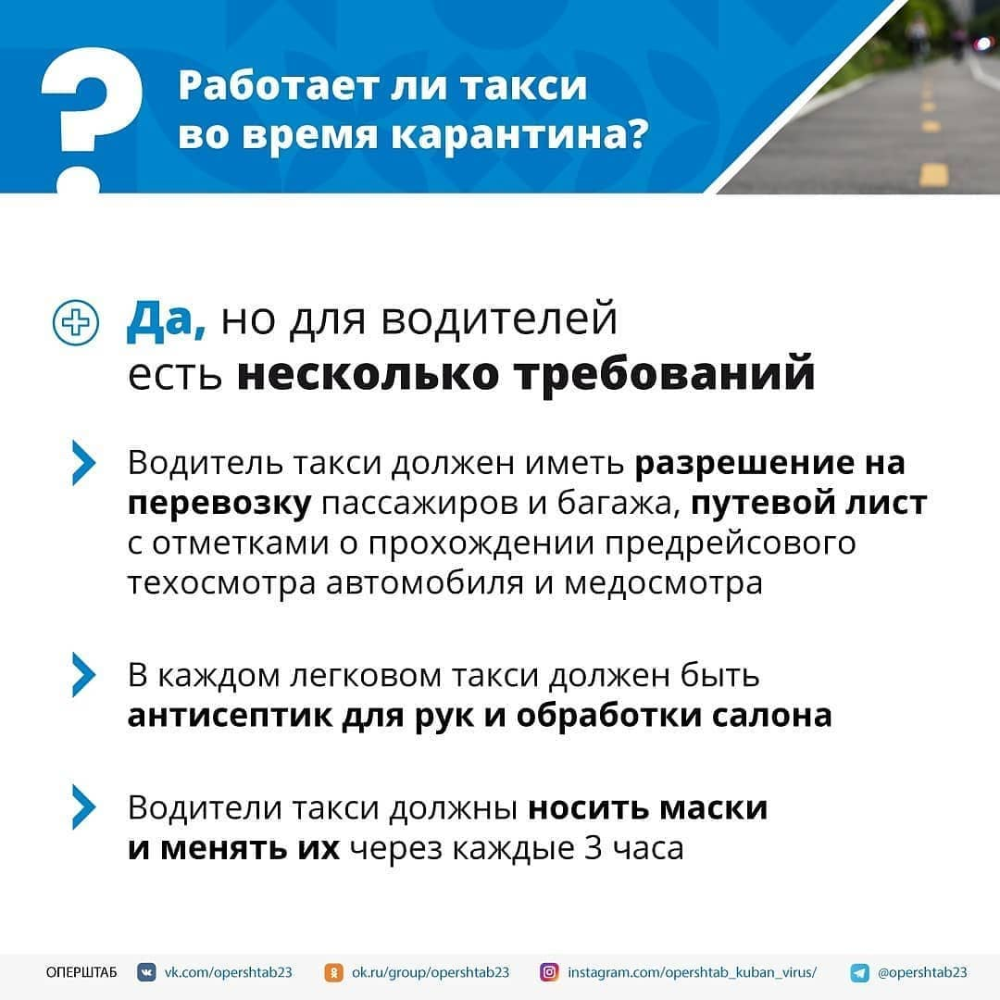 ?
Работает ли такси
во время карантина?
Да, но для водителей
есть несколько требований
Водитель такси должен иметь разрешение на
перевозку пассажиров и багажа, путевой лист
с отметками о прохождении предрейсового
техосмотра автомобиля и медосмотра
В каждом легковом такси должен быть
антисептик для рук и обработки салона
Водители такси должны носить маски
и менять их через каждые 3 часа
ОПЕРШТАБ vk.com/opershtab23 ok.ru/group/opershtab23 instagram.com/opershtab_kuban_virus/ @opershtab23